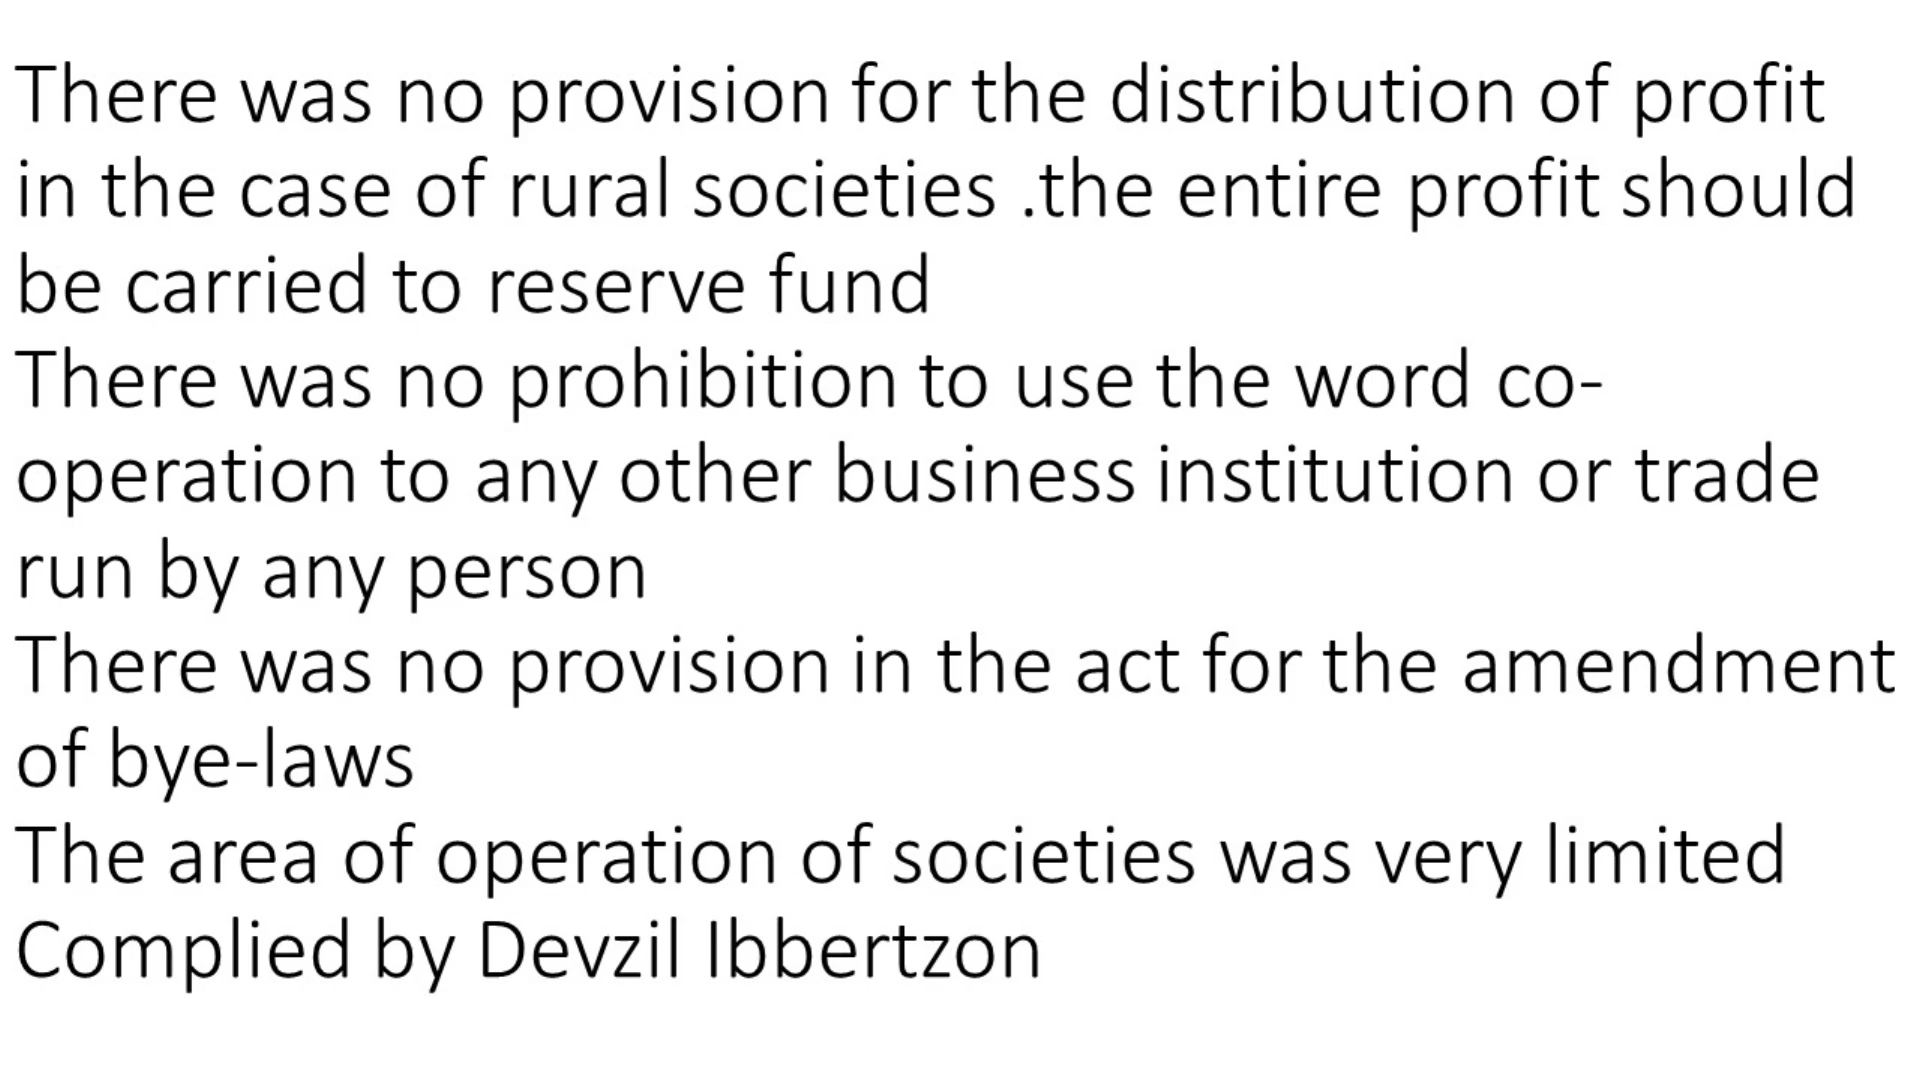 There was no provision for the distribution of profit
in the case of rural societies .the entire profit should
be carried to reserve fund
There was no prohibition to use the word co-
operation to any other business institution or trade
run by any person
There was no provision in the act for the amendment
of bye-laws
The area of operation of societies was very limited
Complied by Devzil Ibbertzon